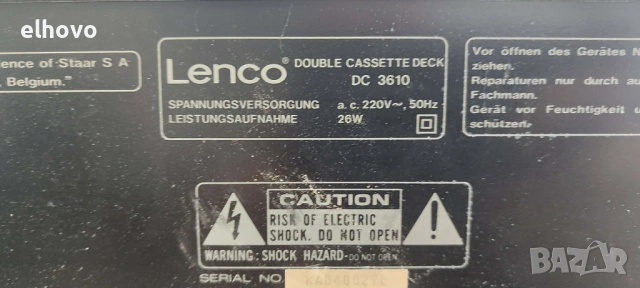 elhovo
ence of Staar S A
Belgium."
Lenco® DOUBLE CASSETTE DECK
DC 3610
SPANNUNGSVERSORGUNG a.c. 220V~, 50Hz
LEISTUNGSAUFNAHME 26W
Vor öffnen des Gerätes N
ziehen.
Reparaturen nur durch au
Fachmann.
Gerät vor Feuchtigkeit u
schützen.
CAUTION
RISK OF ELECTRIC
SHOCK. DO NOT OPEN
WARNING: SHOCK HAZARD-DO NOT OPEN
SERIAL NO.
BAZAR